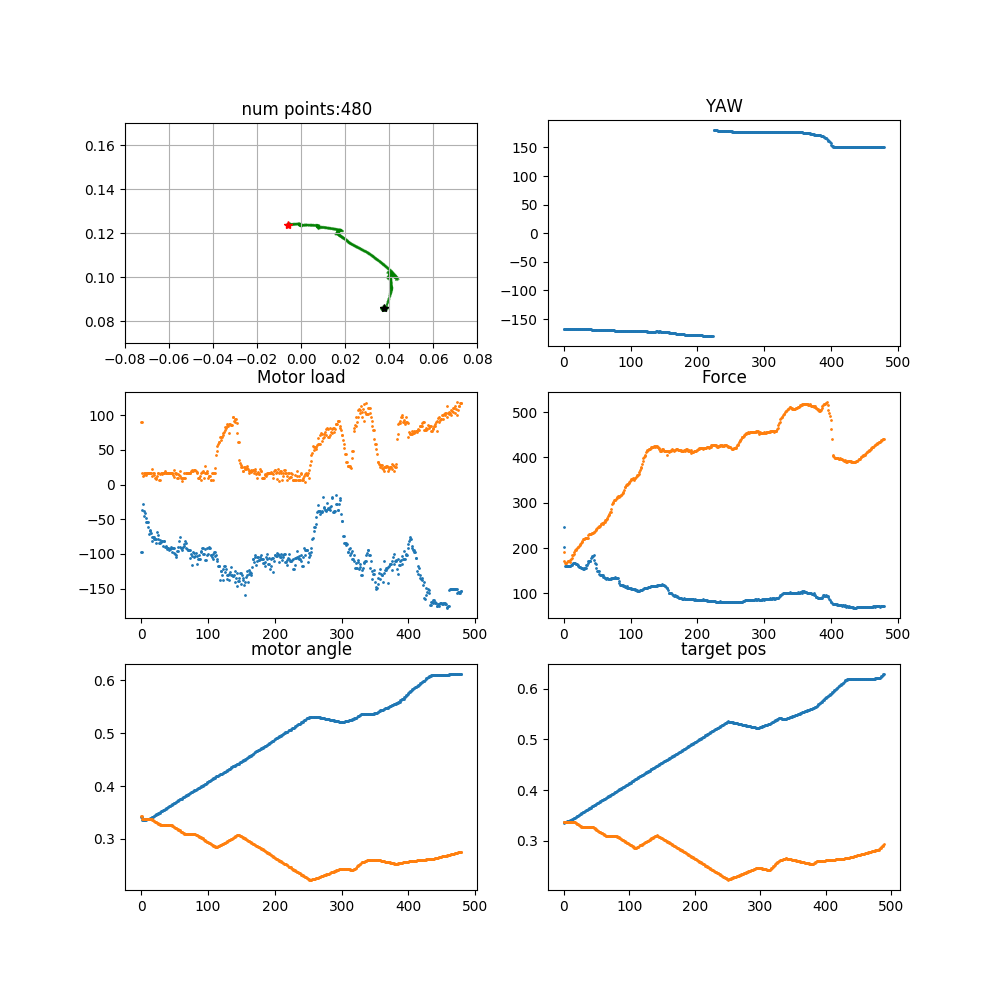 num points:480
0.16
0.14
0.12
0.10
0.08
−0.08 −0.06 −0.04 −0.02 0.00 0.02 0.04 0.06 0.08
YAW
150
100
50
0
−50
−100
−150
0 100 200 300 400 500
Motor load
100
50
0
−50
−100
−150
0 100 200 300 400 500
Force
500
400
300
200
100
0 100 200 300 400 500
motor angle
0.6
0.5
0.4
0.3
0 100 200 300 400 500
target pos
0.6
0.5
0.4
0.3
0 100 200 300 400 500